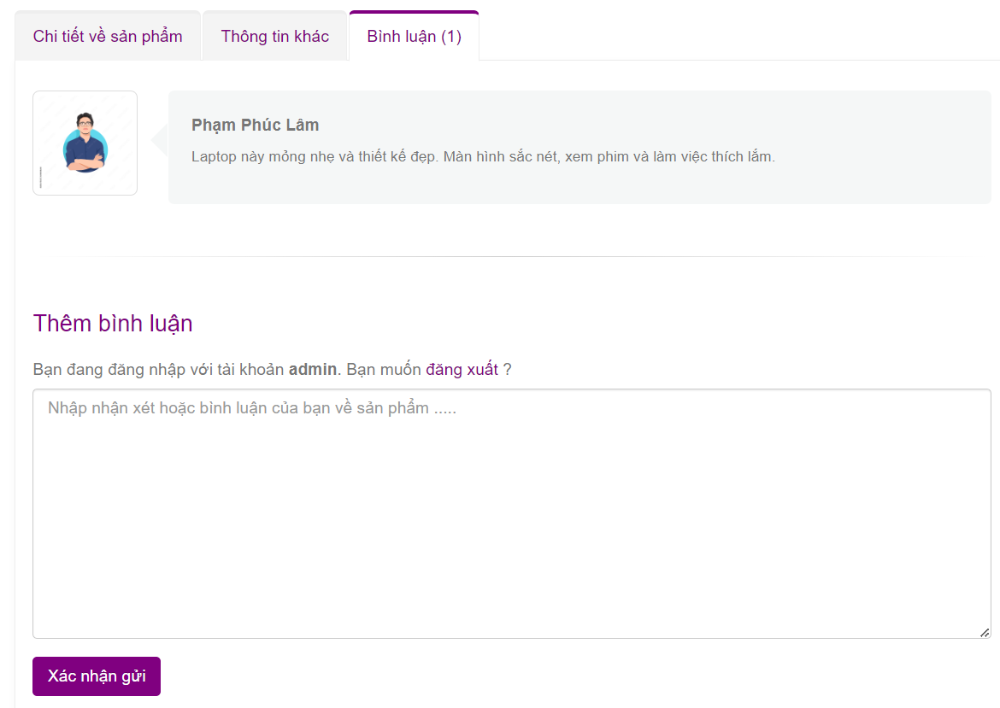 Chi tiết về sản phẩm
Thông tin khác
Bình luận (1)
Phạm Phúc Lâm
Laptop này mỏng nhẹ và thiết kế đẹp. Màn hình sắc nét, xem phim và làm việc thích lắm.
Thêm bình luận
Bạn đang đăng nhập với tài khoản admin. Bạn muốn đăng xuất ?
Nhập nhận xét hoặc bình luận của bạn về sản phẩm .....
Xác nhận gửi